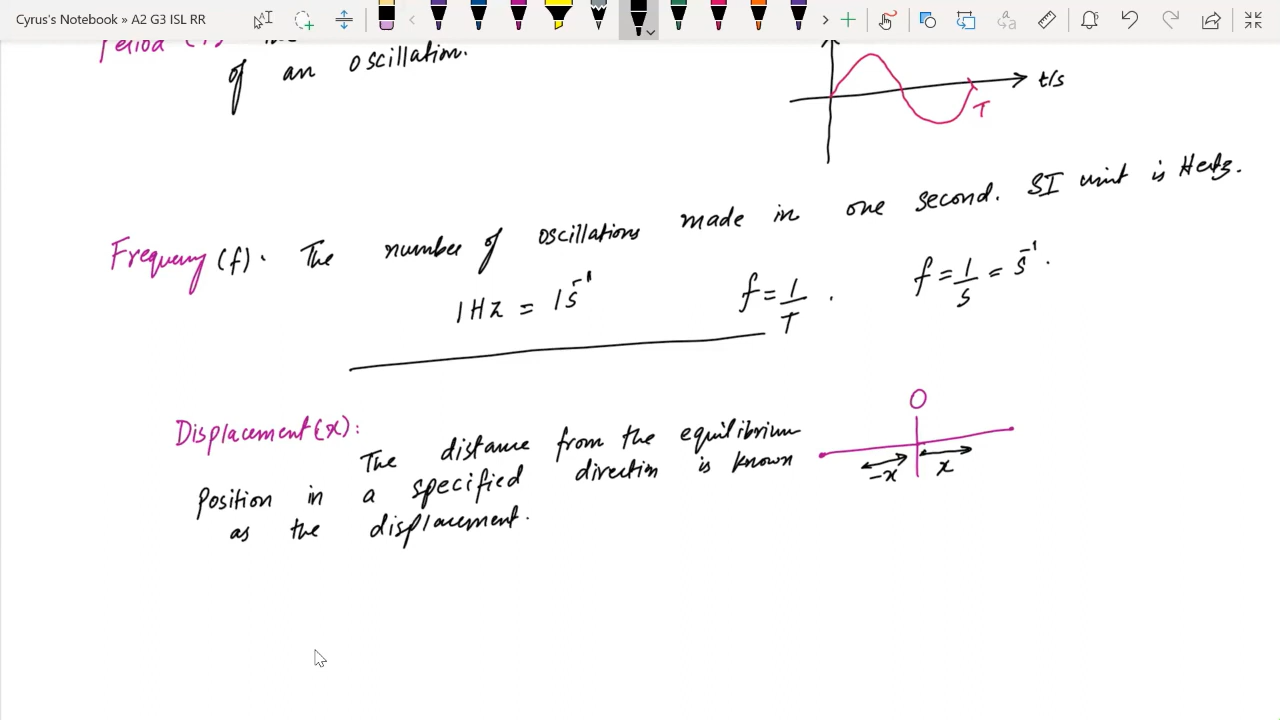 Cyrus's Notebook » A2 G3 ISL RR
Period
of an oscillation.
t/s
T
Frequency (f). The number of oscillations made in one second. SI unit is Hertz.
1Hz = 1s⁻¹ f = 1/T . f = 1/s = s⁻¹ .
O
Displacement (x):
The distance from the equilibrium
position in a specified direction is known
as the displacement.
-x x